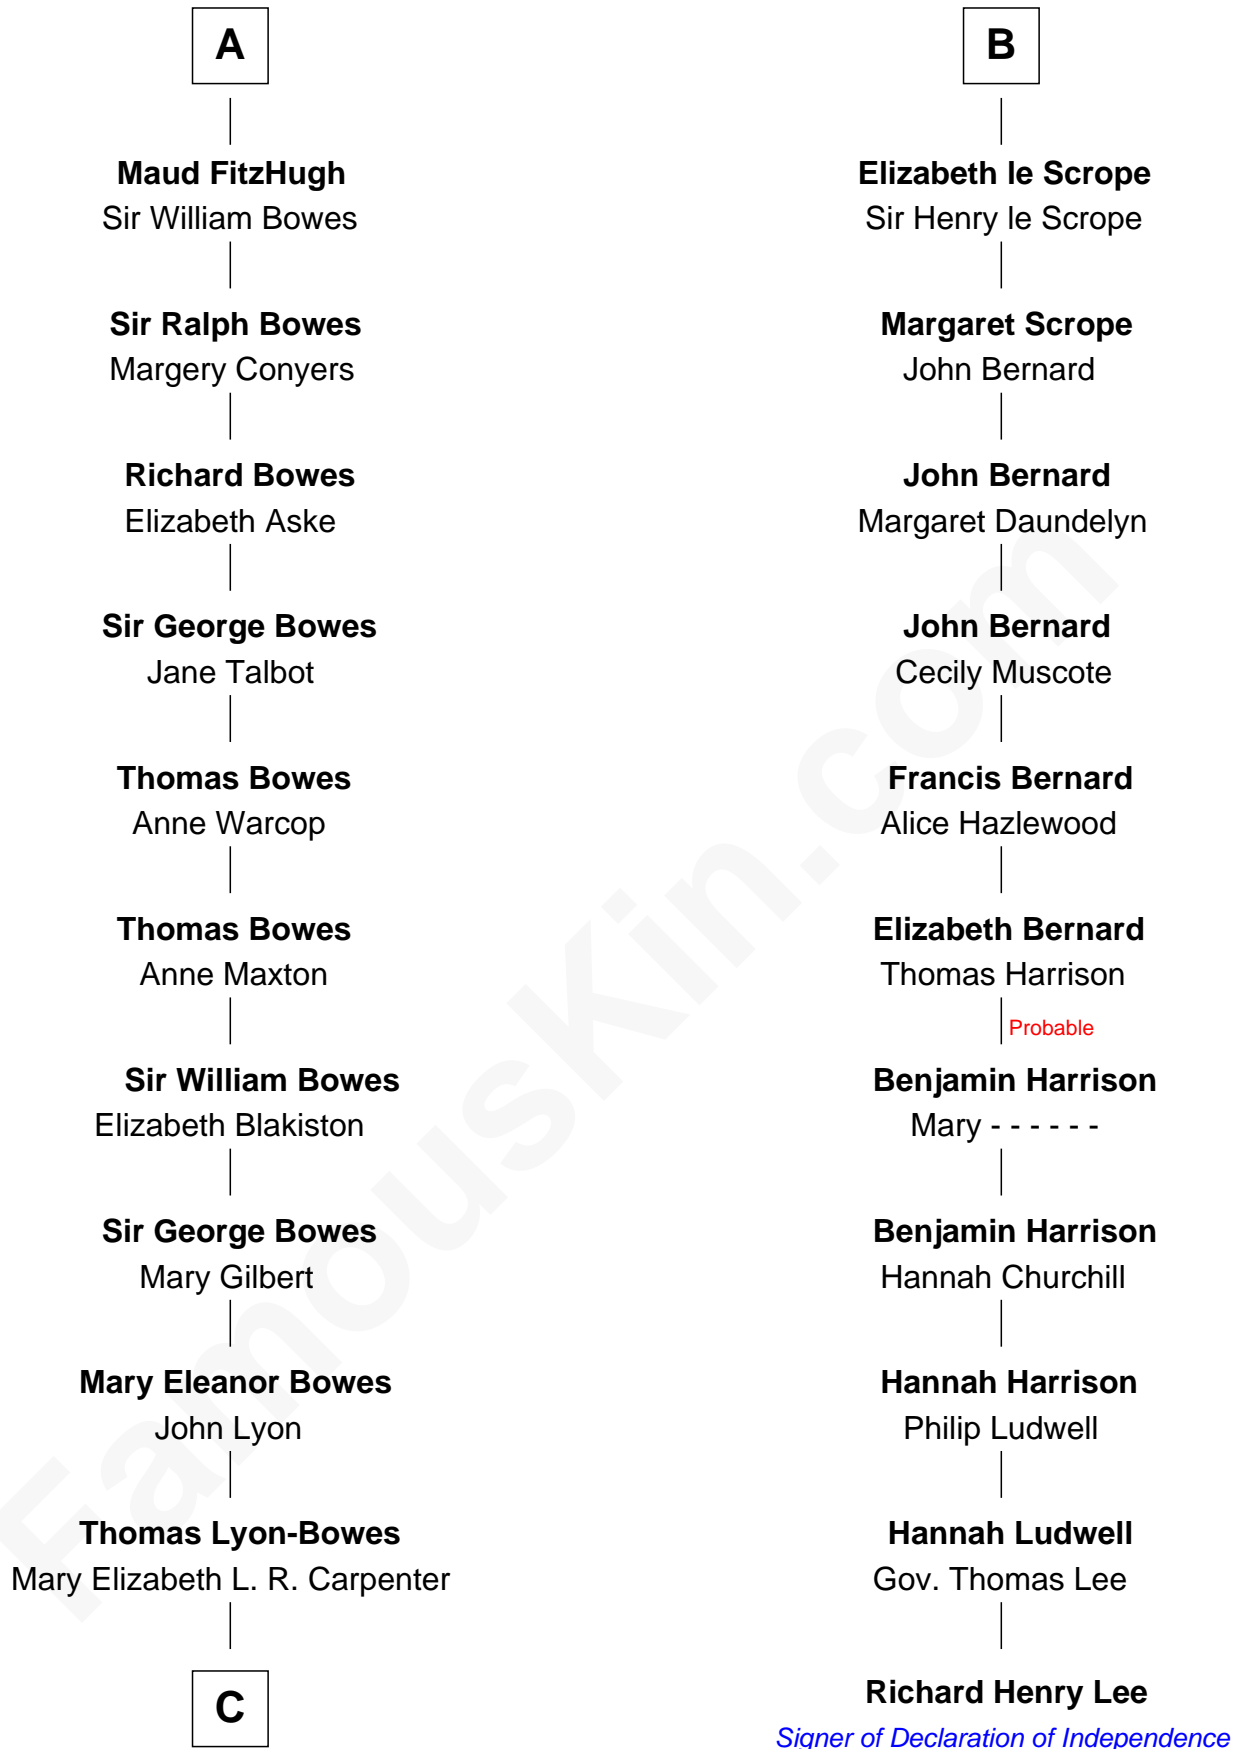 A
Maud FitzHugh
Sir William Bowes
Sir Ralph Bowes
Margery Conyers
Richard Bowes
Elizabeth Aske
Sir George Bowes
Jane Talbot
Thomas Bowes
Anne Warcop
Thomas Bowes
Anne Maxton
Sir William Bowes
Elizabeth Blakiston
Sir George Bowes
Mary Gilbert
Mary Eleanor Bowes
John Lyon
Thomas Lyon-Bowes
Mary Elizabeth L. R. Carpenter
C
B
Elizabeth le Scrope
Sir Henry le Scrope
Margaret Scrope
John Bernard
John Bernard
Margaret Daundelyn
John Bernard
Cecily Muscote
Francis Bernard
Alice Hazlewood
Elizabeth Bernard
Thomas Harrison
Probable
Benjamin Harrison
Mary - - - - - -
Benjamin Harrison
Hannah Churchill
Hannah Harrison
Philip Ludwell
Hannah Ludwell
Gov. Thomas Lee
Richard Henry Lee
Signer of Declaration of Independence
FamousKin.com